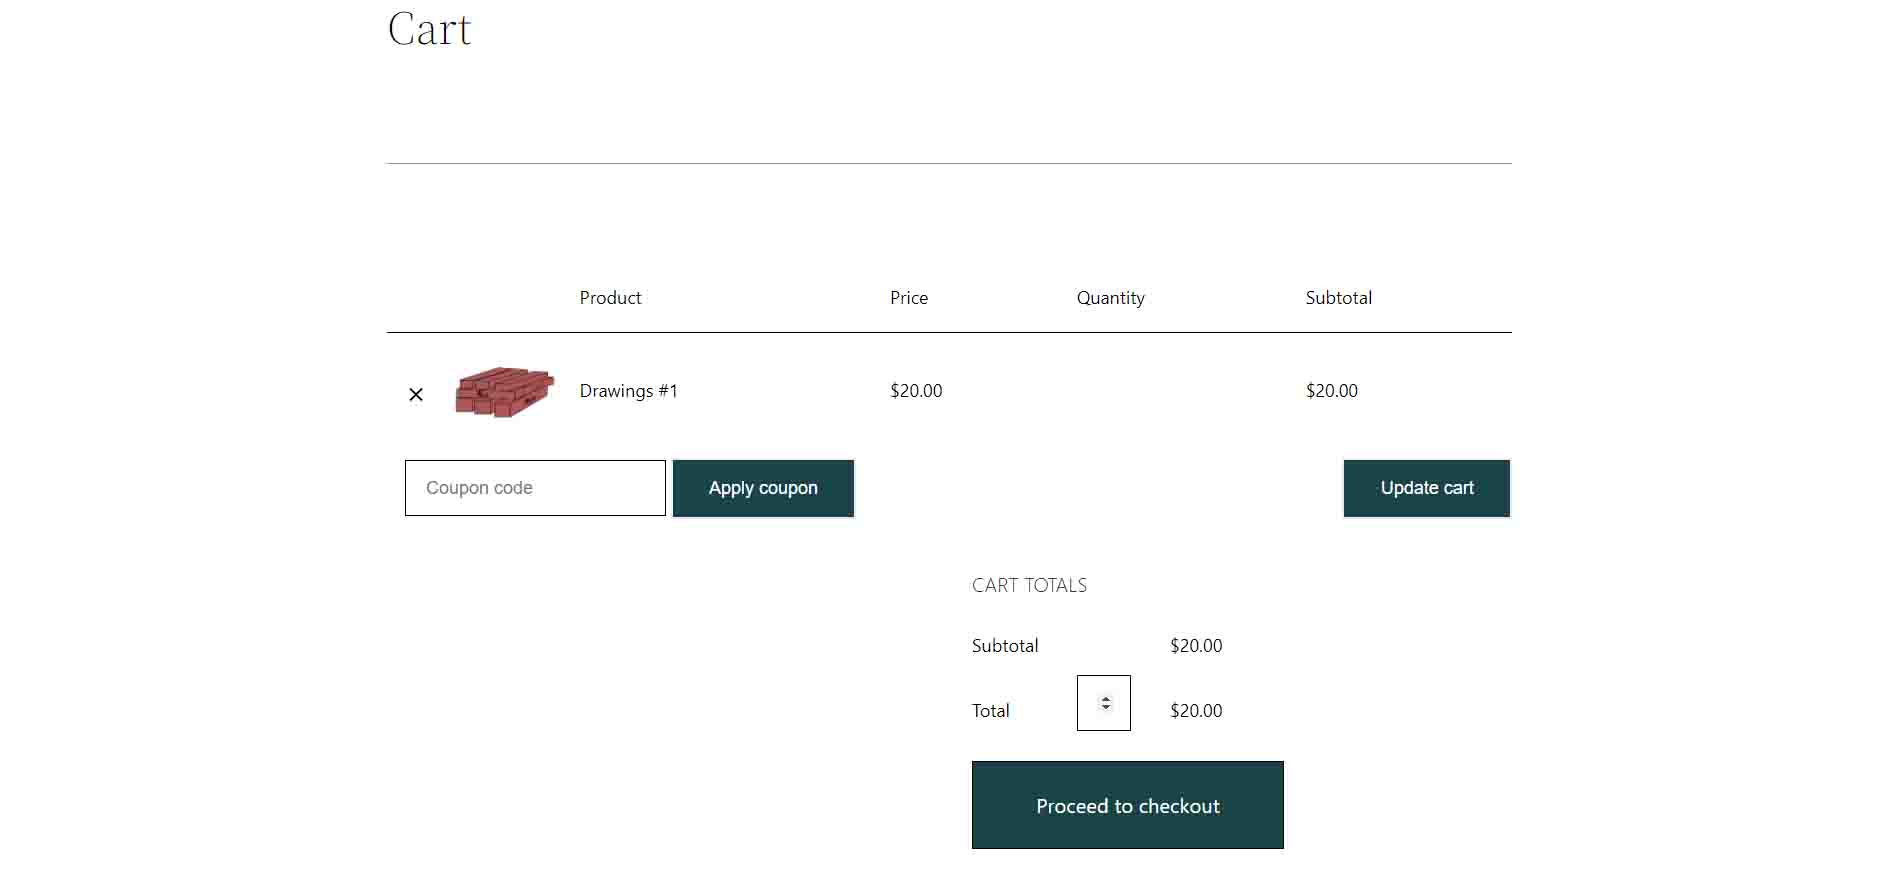 Cart
Product Price Quantity Subtotal
Drawings #1 $20.00 $20.00
Coupon code Apply coupon Update cart
CART TOTALS
Subtotal $20.00
Total $20.00
Proceed to checkout